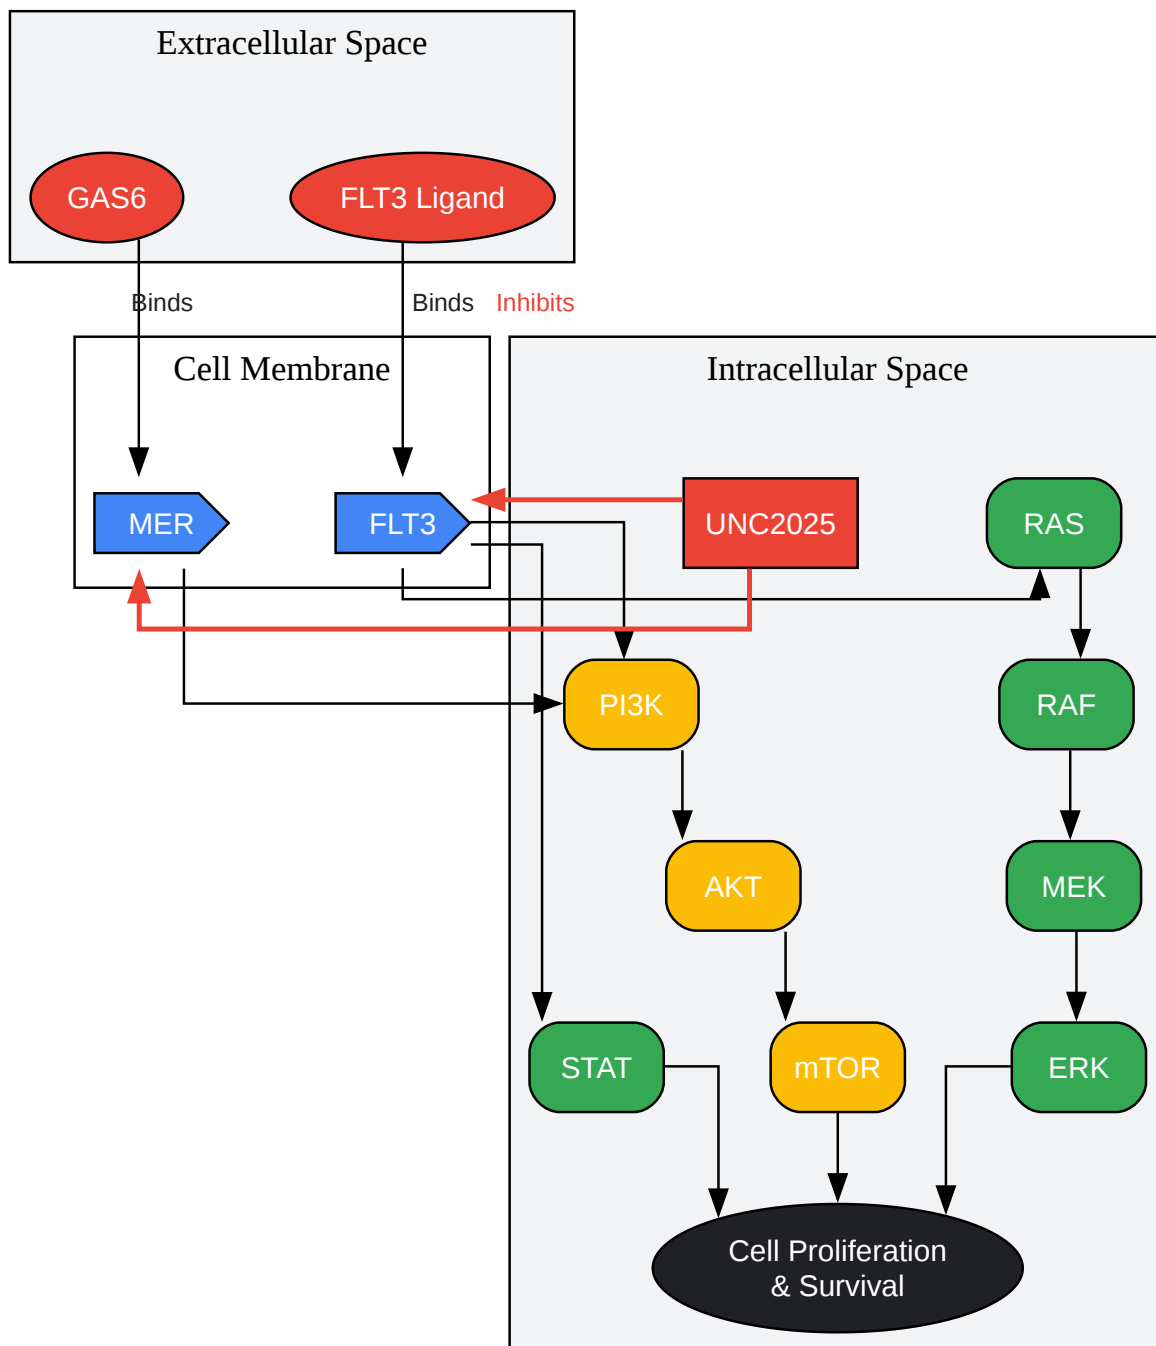 Extracellular Space
GAS6
FLT3 Ligand
Binds
Binds
Inhibits
Cell Membrane
Intracellular Space
MER
FLT3
UNC2025
RAS
PI3K
RAF
AKT
MEK
STAT
mTOR
ERK
Cell Proliferation
& Survival